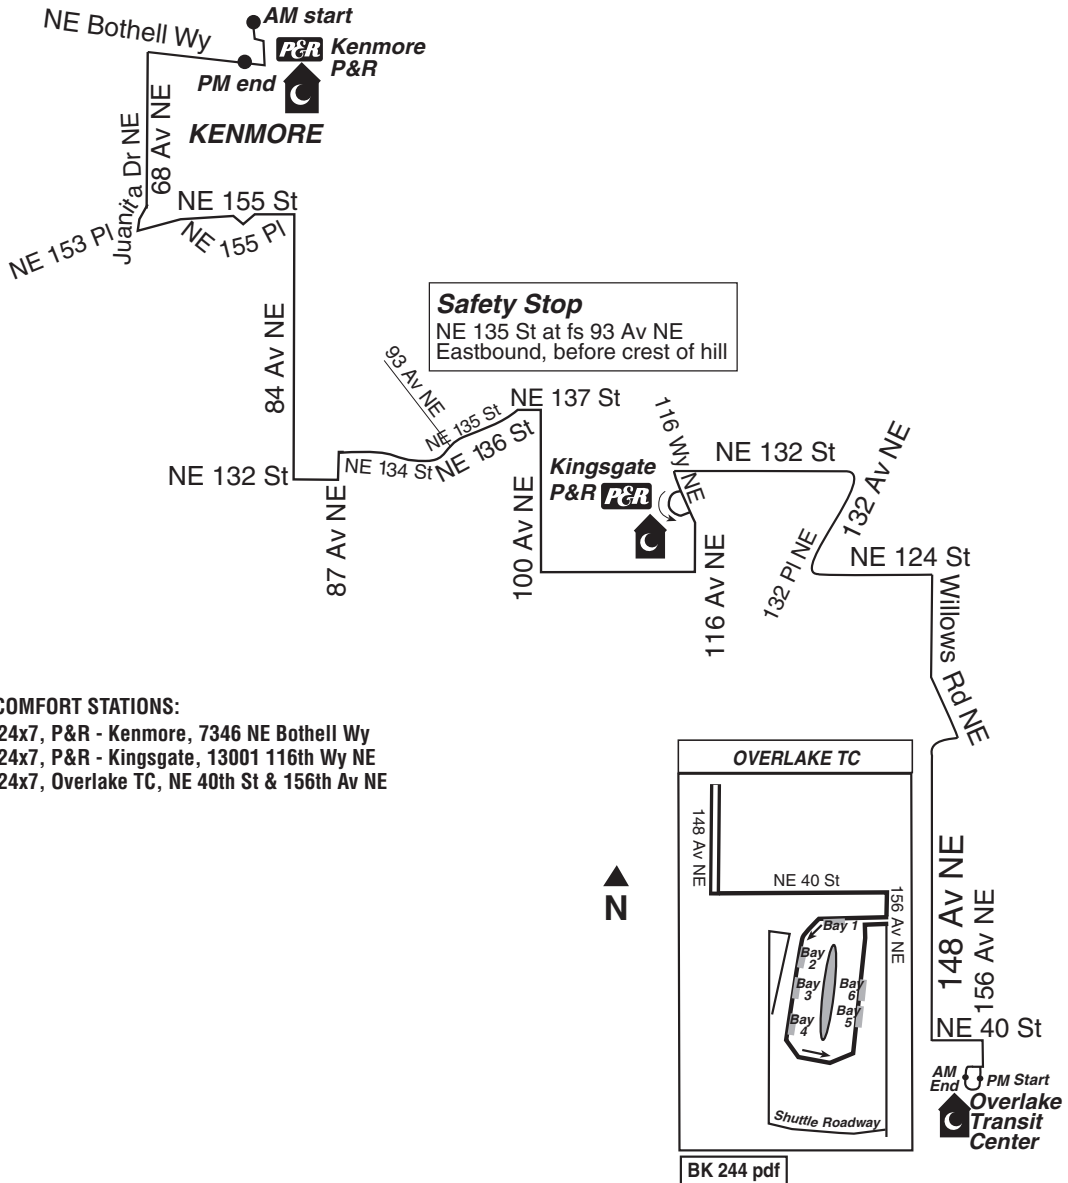 NE Bothell Wy
AM start
P&R
Kenmore
P&R
PM end
KENMORE
68 Av NE
Juanita Dr NE
NE 155 St
NE 153 Pl
NE 155 Pl
84 Av NE
Safety Stop
NE 135 St at fs 93 Av NE
Eastbound, before crest of hill
93 Av NE
NE 137 St
NE 135 St
NE 136 St
NE 134 St
NE 132 St
87 Av NE
100 Av NE
Kingsgate
P&R P&R
116 Wy NE
NE 132 St
132 Av NE
132 Pl NE
116 Av NE
NE 124 St
Willows Rd NE
COMFORT STATIONS:
24x7, P&R - Kenmore, 7346 NE Bothell Wy
24x7, P&R - Kingsgate, 13001 116th Wy NE
24x7, Overlake TC, NE 40th St & 156th Av NE
N
OVERLAKE TC
148 Av NE
NE 40 St
156 Av NE
Bay 1
Bay
2
Bay
3
Bay
4
Bay
6
Bay
5
Shuttle Roadway
148 Av NE
156 Av NE
NE 40 St
AM
End
PM Start
Overlake
Transit
Center
BK 244 pdf